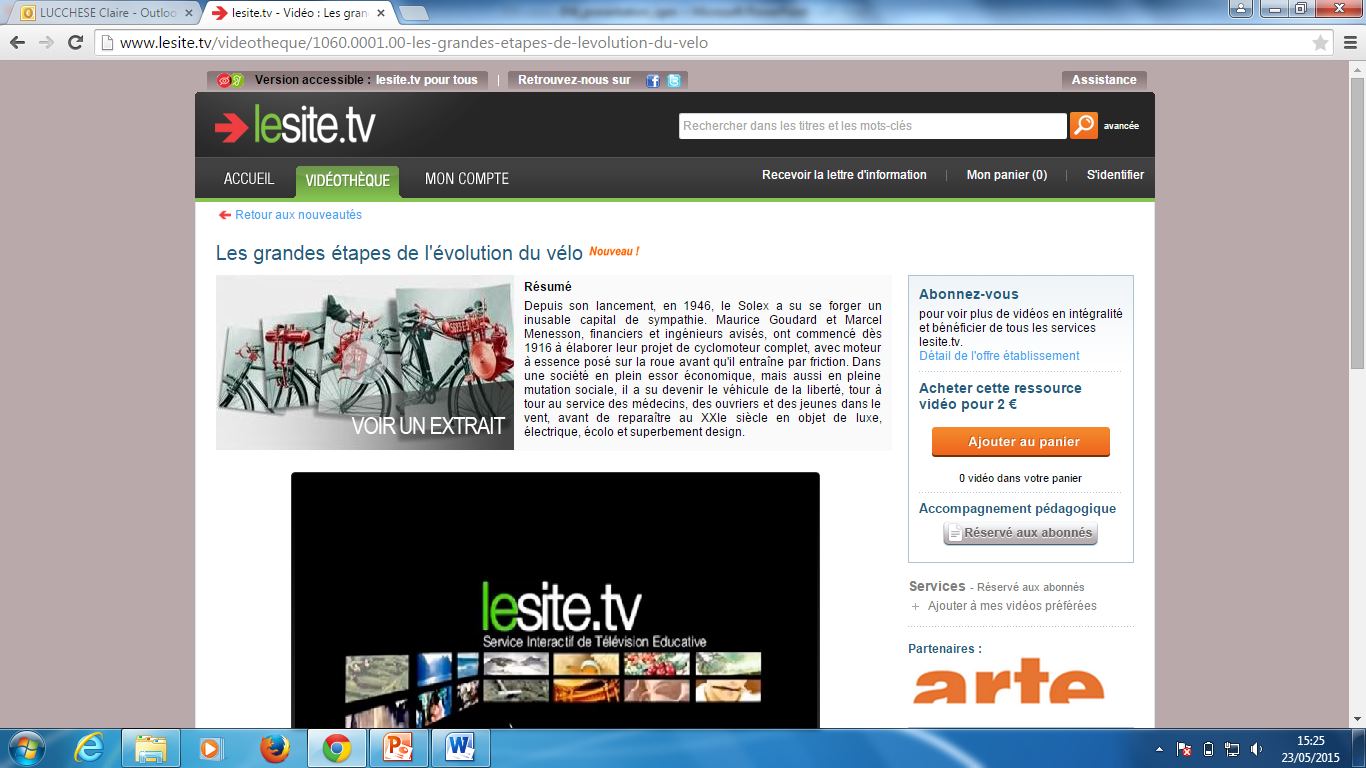 LUCCHESE Claire - Outloo
lesite.tv - Vidéo : Les gran
www.lesite.tv/videotheque/1060.0001.00-les-grandes-etapes-de-levolution-du-velo
Version accessible : lesite.tv pour tous | Retrouvez-nous sur
Assistance
lesite.tv
Rechercher dans les titres et les mots-clés
avancée
ACCUEIL VIDÉOTHÈQUE MON COMPTE
Recevoir la lettre d'information | Mon panier (0) | S'identifier
Retour aux nouveautés
Les grandes étapes de l'évolution du vélo Nouveau !
VOIR UN EXTRAIT
Résumé
Depuis son lancement, en 1946, le Solex a su se forger un
inusable capital de sympathie. Maurice Goudard et Marcel
Menesson, financiers et ingénieurs avisés, ont commencé dès
1916 à élaborer leur projet de cyclomoteur complet, avec moteur
à essence posé sur la roue avant qu'il entraîne par friction. Dans
une société en plein essor économique, mais aussi en pleine
mutation sociale, il a su devenir le véhicule de la liberté, tour à
tour au service des médecins, des ouvriers et des jeunes dans le
vent, avant de reparaître au XXIe siècle en objet de luxe,
électrique, écolo et superbement design.
Abonnez-vous
pour voir plus de vidéos en intégralité
et bénéficier de tous les services
lesite.tv.
Détail de l'offre établissement
Acheter cette ressource
vidéo pour 2 €
Ajouter au panier
0 vidéo dans votre panier
Accompagnement pédagogique
Réservé aux abonnés
Services - Réservé aux abonnés
+ Ajouter à mes vidéos préférées
Partenaires :
arte
lesite.tv
Service Interactif de Télévision Educative
15:25
23/05/2015